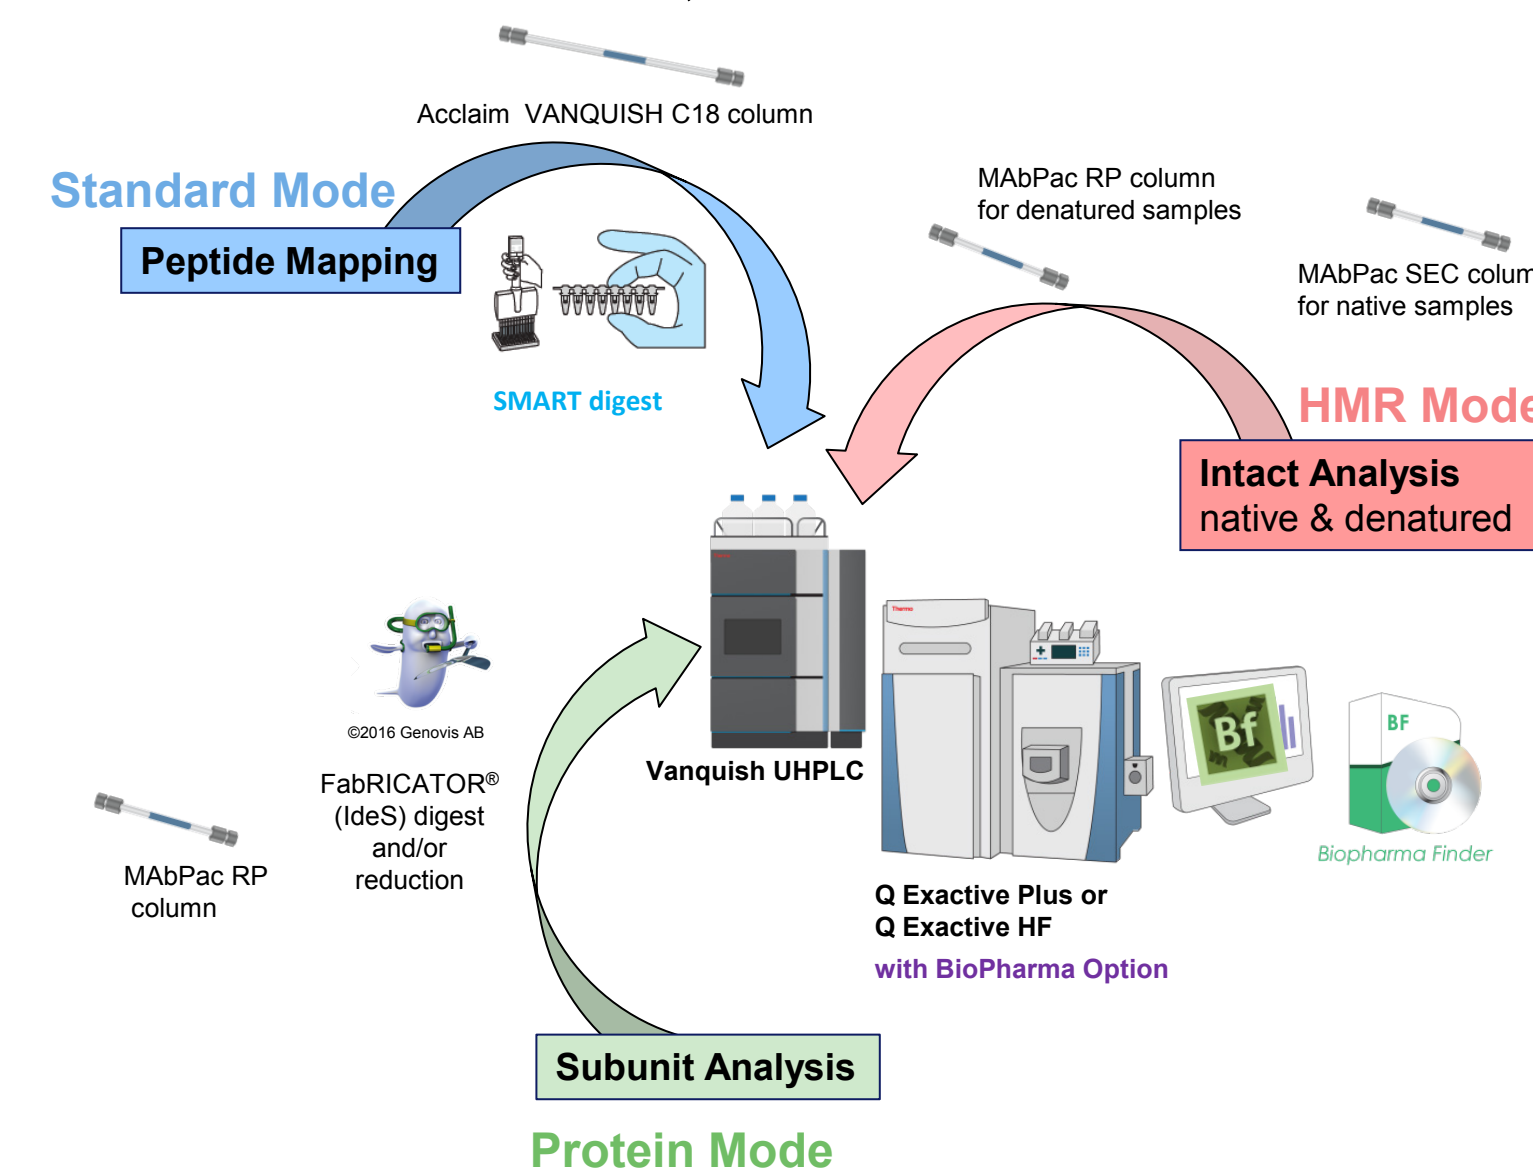 Acclaim VANQUISH C18 column
Standard Mode
Peptide Mapping
SMART digest
MAbPac RP column
for denatured samples
MAbPac SEC colum
for native samples
HMR Mode
Intact Analysis
native & denatured
©2016 Genovis AB
FabRICATOR®
(IdeS) digest
and/or
reduction
MAbPac RP
column
Vanquish UHPLC
Thermo
Bf
BF
Biopharma Finder
Q Exactive Plus or
Q Exactive HF
with BioPharma Option
Subunit Analysis
Protein Mode